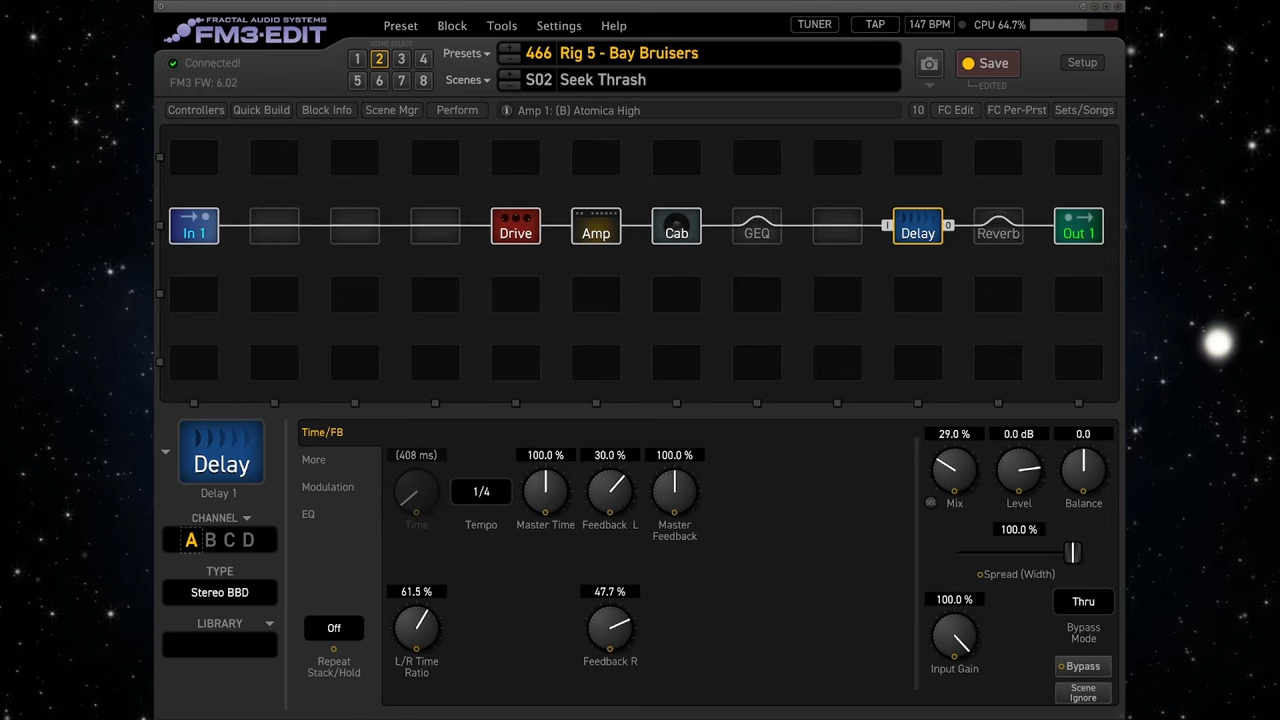 FRACTAL AUDIO SYSTEMS
FM3-EDIT
Preset Block Tools Settings Help
TUNER TAP 147 BPM CPU 64.7%
Connected!
FM3 FW: 6.02
SCENE SELECT
1 2 3 4
5 6 7 8
Presets 466 Rig 5 - Bay Bruisers
Scenes S02 Seek Thrash
Save
EDITED
Setup
Controllers Quick Build Block Info Scene Mgr Perform Amp 1: (B) Atomica High 10 FC Edit FC Per-Prst Sets/Songs
In 1 Drive Amp Cab GEQ I Delay O Reverb Out 1
Delay
Delay 1
CHANNEL
A B C D
TYPE
Stereo BBD
LIBRARY
Time/FB
More
Modulation
EQ
Off
Repeat
Stack/Hold
(408 ms) 100.0 % 30.0 % 100.0 %
1/4
Time Tempo Master Time Feedback L Master
Feedback
61.5 % 47.7 %
L/R Time
Ratio
Feedback R
29.0 % 0.0 dB 0.0
Mix Level Balance
100.0 %
Spread (Width)
100.0 %
Input Gain
Thru
Bypass
Mode
Bypass
Scene
Ignore